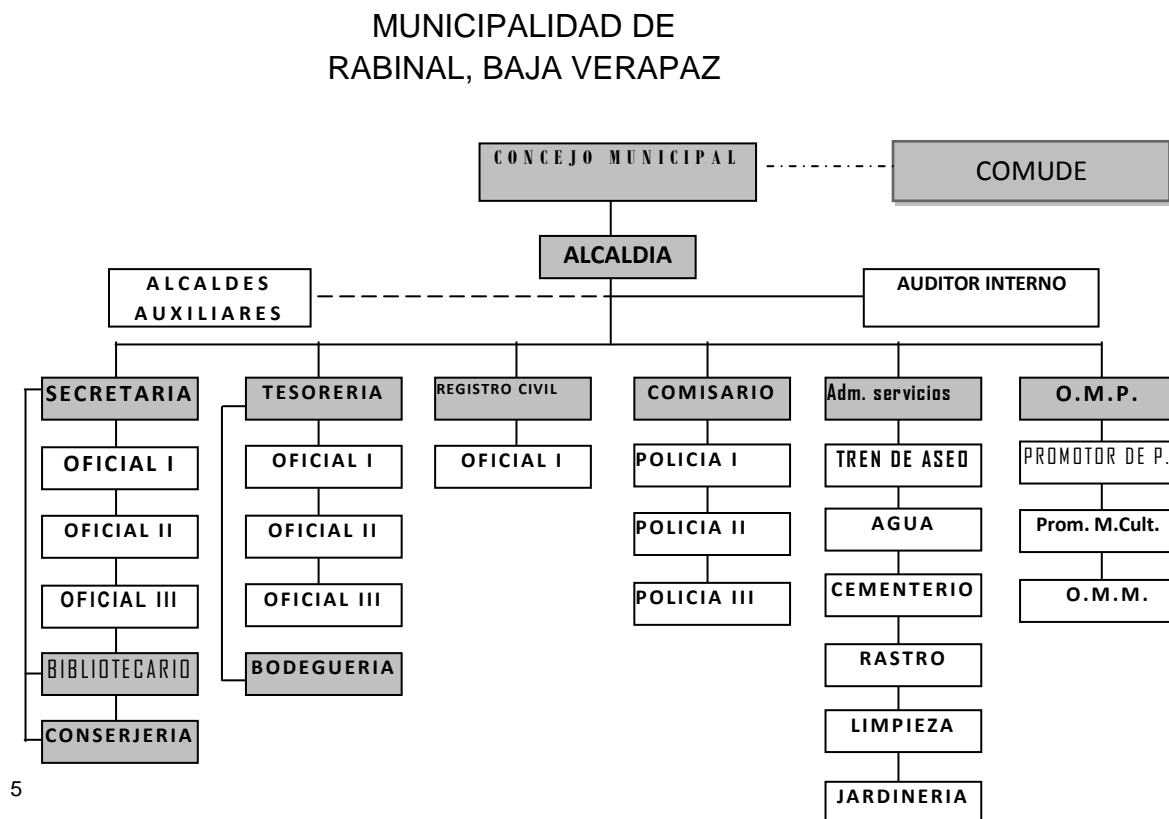 MUNICIPALIDAD DE
RABINAL, BAJA VERAPAZ
CONCEJO MUNICIPAL
COMUDE
ALCALDIA
ALCALDES
AUXILIARES
AUDITOR INTERNO
SECRETARIA
TESORERIA
REGISTRO CIVIL
COMISARIO
Adm. servicios
O.M.P.
OFICIAL I
OFICIAL I
OFICIAL I
POLICIA I
TREN DE ASEO
PROMOTOR DE P.
OFICIAL II
OFICIAL II
POLICIA II
AGUA
Prom. M.Cult.
OFICIAL III
OFICIAL III
POLICIA III
CEMENTERIO
O.M.M.
BIBLIOTECARIO
BODEGUERIA
RASTRO
CONSERJERIA
LIMPIEZA
JARDINERIA
5